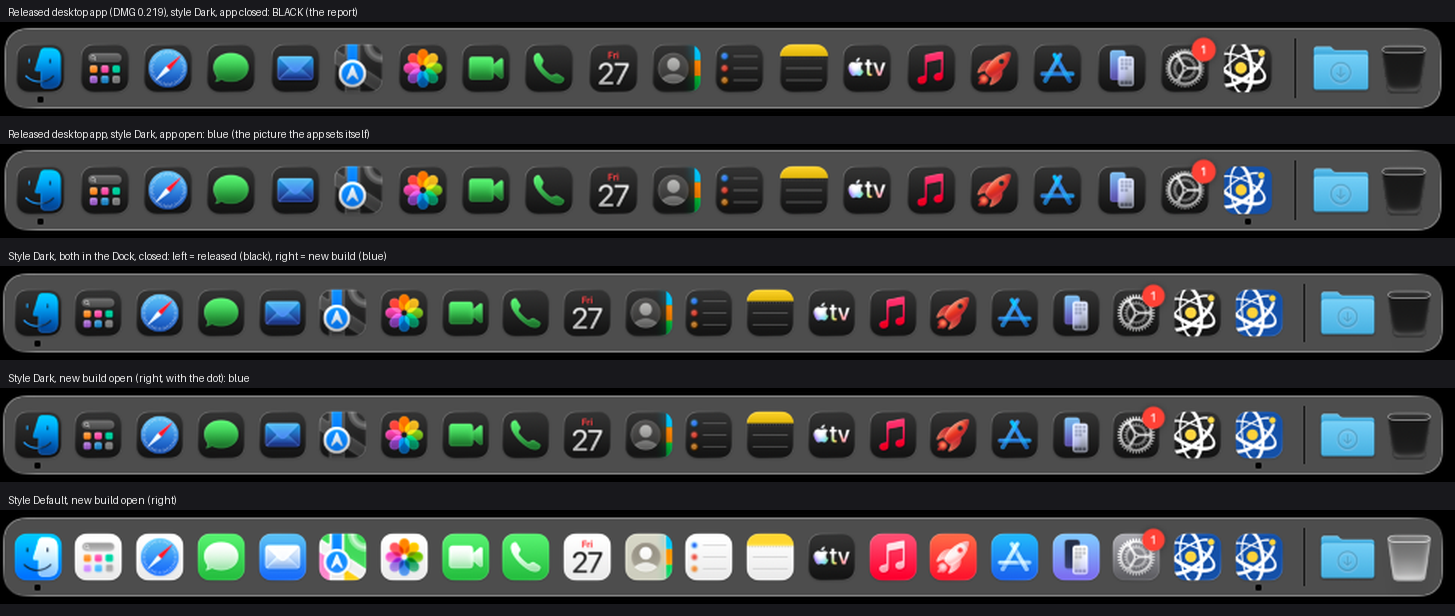 Released desktop app (DMG 0.219), style Dark, app closed: BLACK (the report)
Fri
27
tv
1
Released desktop app, style Dark, app open: blue (the picture the app sets itself)
Fri
27
tv
1
Style Dark, both in the Dock, closed: left = released (black), right = new build (blue)
Fri
27
tv
1
Style Dark, new build open (right, with the dot): blue
Fri
27
tv
1
Style Default, new build open (right)
Fri
27
tv
1